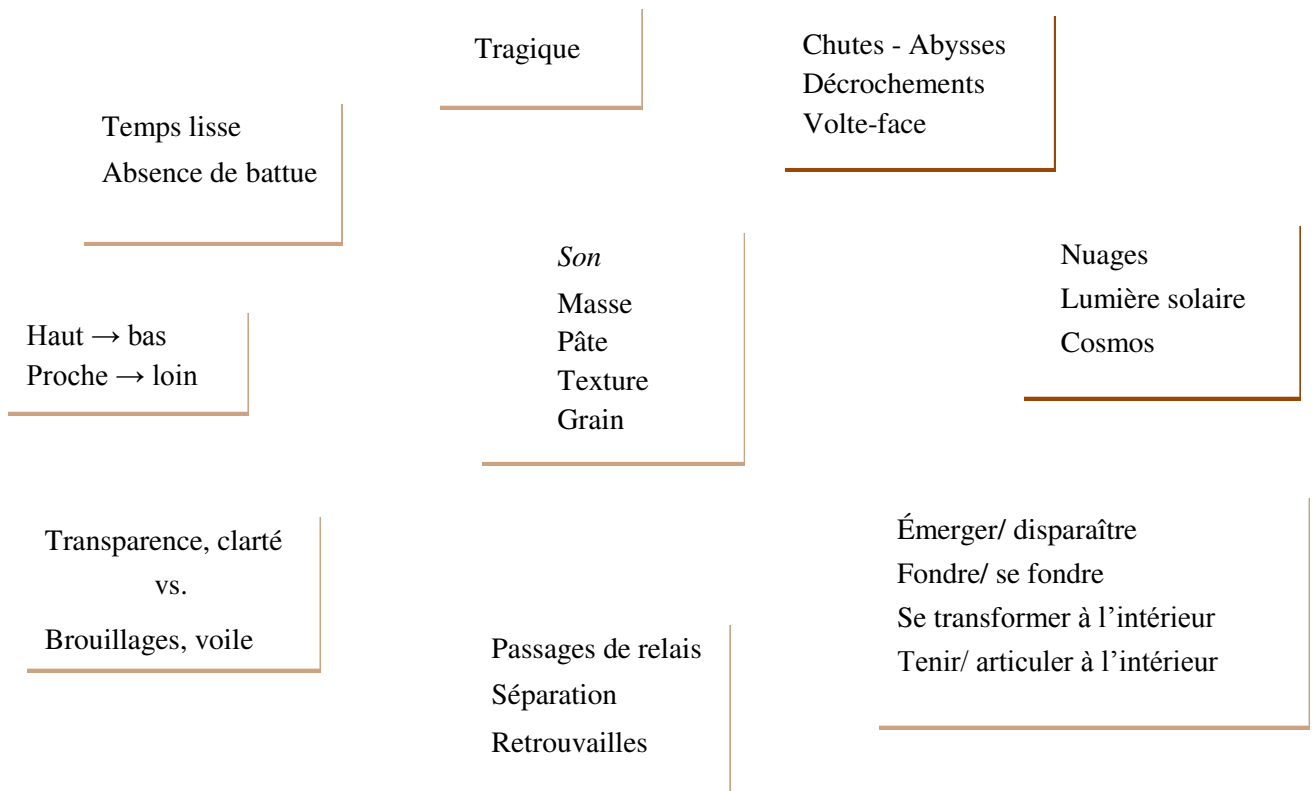 Tragique
Chutes - Abysses
Décrochements
Volte-face
Temps lisse
Absence de battue
Son
Masse
Pâte
Texture
Grain
Nuages
Lumière solaire
Cosmos
Haut → bas
Proche → loin
Transparence, clarté
vs.
Brouillages, voile
Émerger/ disparaître
Fondre/ se fondre
Se transformer à l’intérieur
Tenir/ articuler à l’intérieur
Passages de relais
Séparation
Retrouvailles